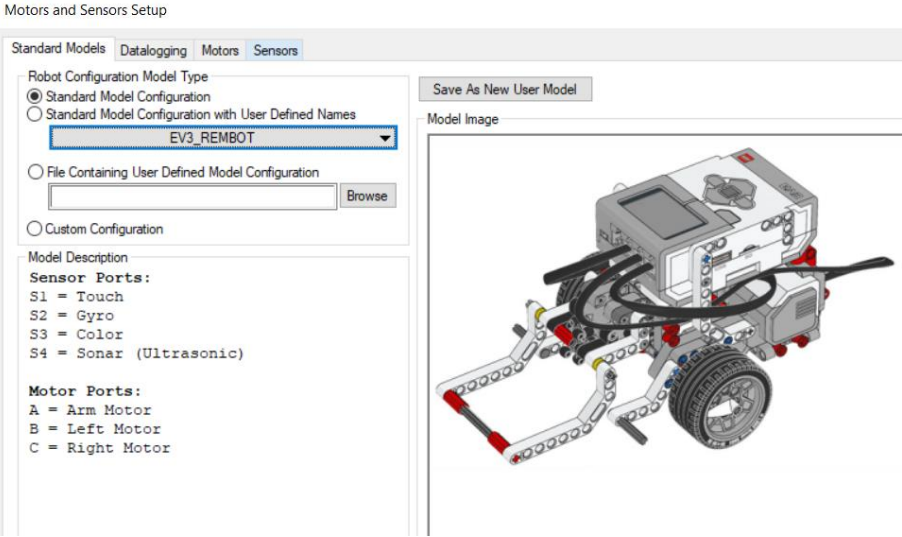 Motors and Sensors Setup
Standard Models Datalogging Motors Sensors
Robot Configuration Model Type
Standard Model Configuration
Standard Model Configuration with User Defined Names
EV3_REMBOT
File Containing User Defined Model Configuration
Browse
Custom Configuration
Model Description
Sensor Ports:
S1 = Touch
S2 = Gyro
S3 = Color
S4 = Sonar (Ultrasonic)
Motor Ports:
A = Arm Motor
B = Left Motor
C = Right Motor
Save As New User Model
Model Image